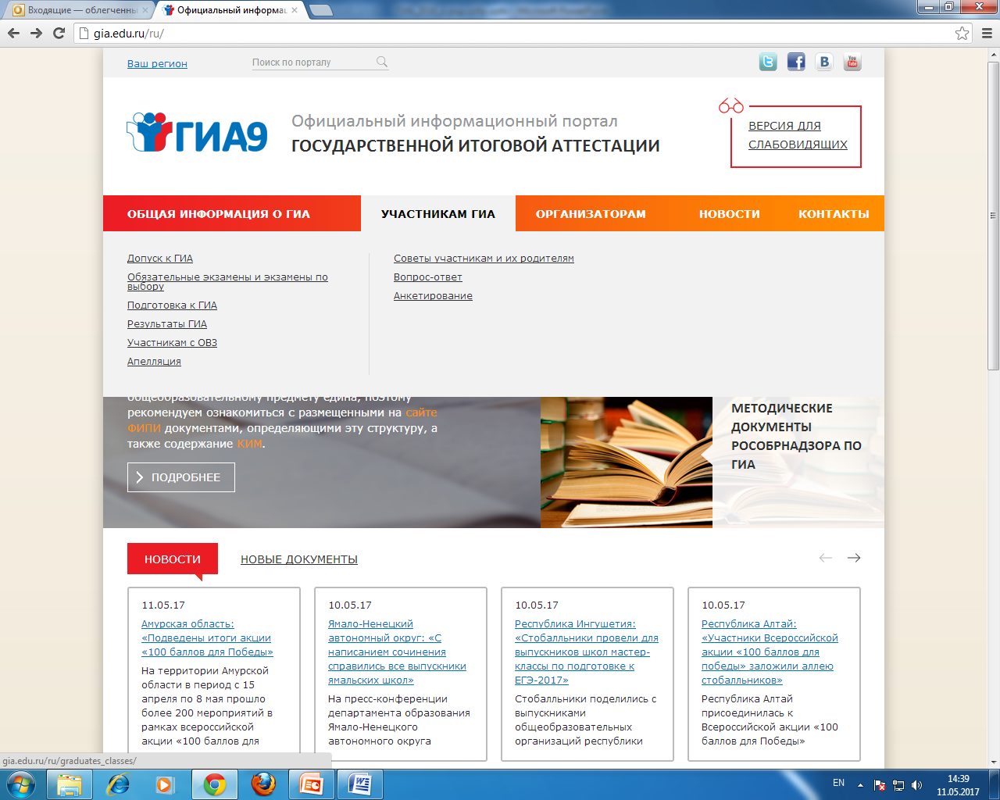 Входящие — облегченны
Официальный информац
gia.edu.ru/ru/
Ваш регион
Поиск по порталу
ГИА9
Официальный информационный портал
ГОСУДАРСТВЕННОЙ ИТОГОВОЙ АТТЕСТАЦИИ
ВЕРСИЯ ДЛЯ
СЛАБОВИДЯЩИХ
ОБЩАЯ ИНФОРМАЦИЯ О ГИА
УЧАСТНИКАМ ГИА
ОРГАНИЗАТОРАМ
НОВОСТИ
КОНТАКТЫ
Допуск к ГИА
Обязательные экзамены и экзамены по
выбору
Подготовка к ГИА
Результаты ГИА
Участникам с ОВЗ
Апелляция
Советы участникам и их родителям
Вопрос-ответ
Анкетирование
общеобразовательному предмету едина, поэтому
рекомендуем ознакомиться с размещенными на сайте
ФИПИ документами, определяющими эту структуру, а
также содержание КИМ.
ПОДРОБНЕЕ
МЕТОДИЧЕСКИЕ
ДОКУМЕНТЫ
РОСОБРНАДЗОРА ПО
ГИА
НОВОСТИ
НОВЫЕ ДОКУМЕНТЫ
11.05.17
Амурская область:
«Подведены итоги акции
«100 баллов для Победы»
На территории Амурской
области в период с 15
апреля по 8 мая прошло
более 200 мероприятий в
рамках всероссийской
акции «100 баллов для
10.05.17
Ямало-Ненецкий
автономный округ: «С
написанием сочинения
справились все выпускники
ямальских школ»
На пресс-конференции
департамента образования
Ямало-Ненецкого
автономного округа
10.05.17
Республика Ингушетия:
«Стобалльники провели для
выпускников школ мастер-
классы по подготовке к
ЕГЭ-2017»
Стобалльники поделились с
выпускниками
общеобразовательных
организаций республики
10.05.17
Республика Алтай:
«Участники Всероссийской
акции «100 баллов для
победы» заложили аллею
стобалльников»
Республика Алтай
присоединилась к
Всероссийской акции «100
баллов для Победы»
gia.edu.ru/ru/graduates_classes/
EN
14:39
11.05.2017